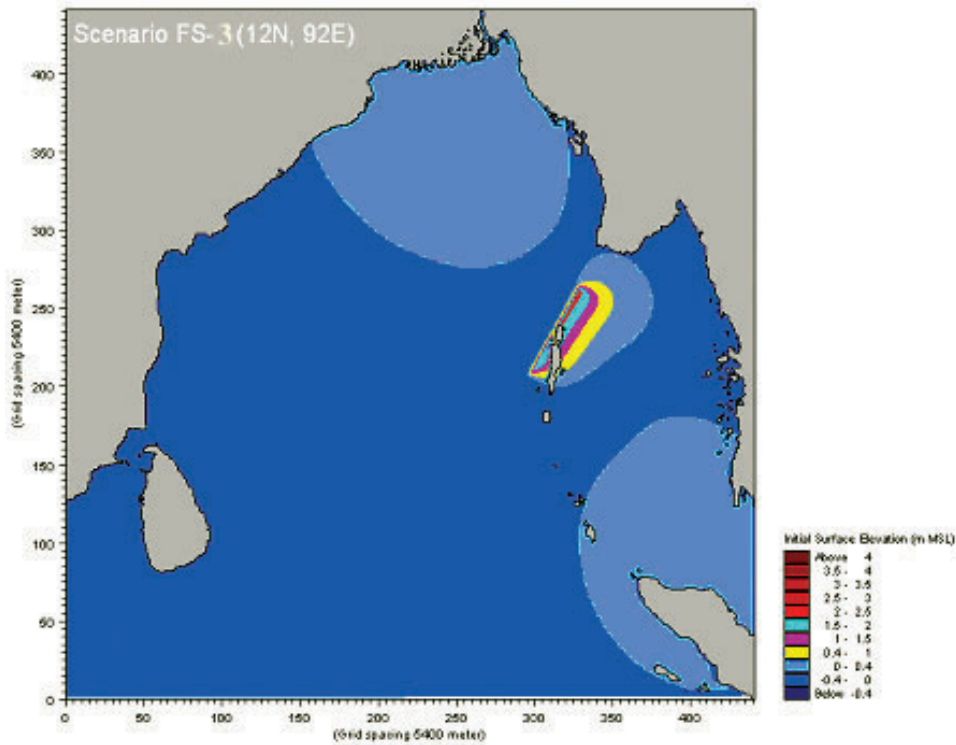 Scenario FS-3 (12N, 92E)
400
350
300
250
200
150
100
50
0
(Grid spacing 5400 meter)
0 50 100 150 200 250 300 350 400
(Grid spacing 5400 meter)
Initial Surface Elevation (m MSL)
Above 4
3.5 - 4
3 - 3.5
2.5 - 3
2 - 2.5
1.5 - 2
1 - 1.5
0.4 - 1
0 - 0.4
-0.4 - 0
Below -0.4